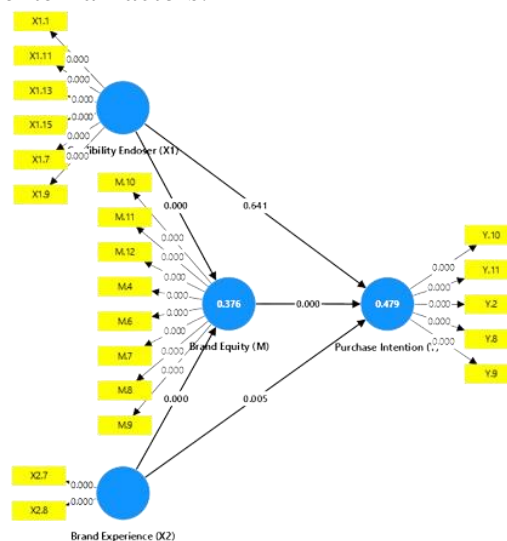 X1.1
X1.11
X1.13
X1.15
X1.7
X1.9
0.000
0.000
0.000
0.000
0.000
0.000
Endoser (X1)
0.000
0.641
M.10
M.11
M.12
M.4
M.6
M.7
M.8
M.9
0.000
0.000
0.000
0.000
0.000
0.000
0.000
0.000
0.376
Brand Equity (M)
0.000
0.479
Purchase Intention
Y.10
Y.11
Y.2
Y.8
Y.9
0.000
0.000
0.000
0.000
0.000
0.000
0.005
X2.7
X2.8
0.000
0.000
Brand Experience (X2)